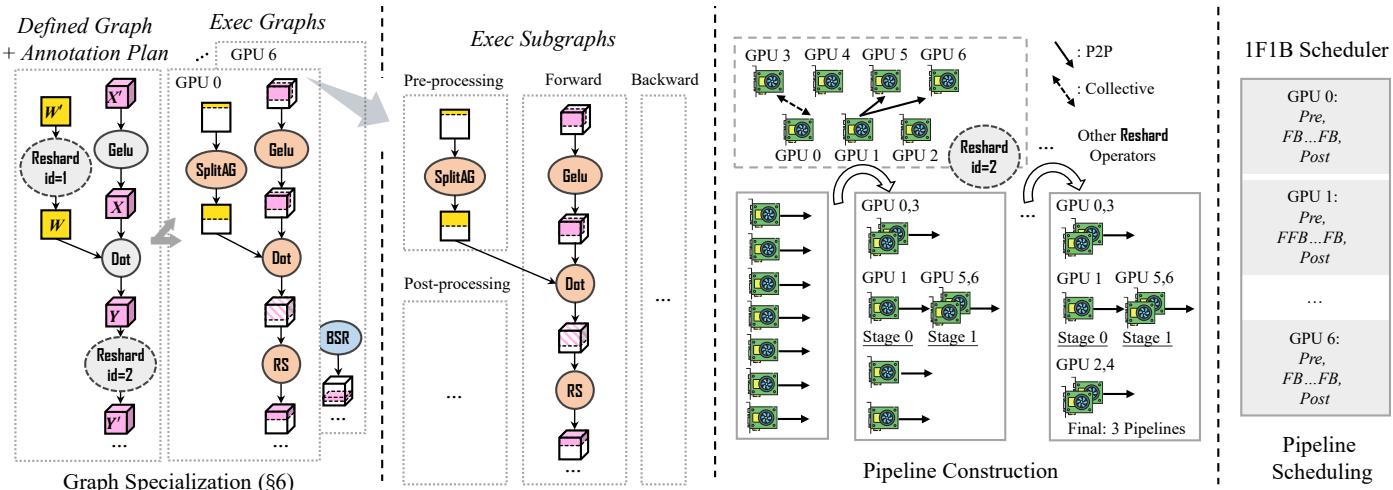 Defined Graph
+ Annotation Plan
W'
X'
Reshard
id=1
Gelu
W
X
Dot
Y
Reshard
id=2
Y'
...
Exec Graphs
...
GPU 6
GPU 0
SplitAG
Gelu
Dot
RS
...
BSR
...
Graph Specialization (§6)
Exec Subgraphs
Pre-processing
Forward
Backward
SplitAG
Gelu
Dot
RS
...
Post-processing
...
...
GPU 3
GPU 4
GPU 5
GPU 6
GPU 0
GPU 1
GPU 2
Reshard
id=2
: P2P
: Collective
Other Reshard
Operators
...
GPU 0,3
GPU 1
GPU 5,6
Stage 0
Stage 1
...
GPU 0,3
GPU 1
GPU 5,6
Stage 0
Stage 1
GPU 2,4
Final: 3 Pipelines
Pipeline Construction
1F1B Scheduler
GPU 0:
Pre,
FB...FB,
Post
GPU 1:
Pre,
FFB...FB,
Post
...
GPU 6:
Pre,
FB...FB,
Post
Pipeline
Scheduling